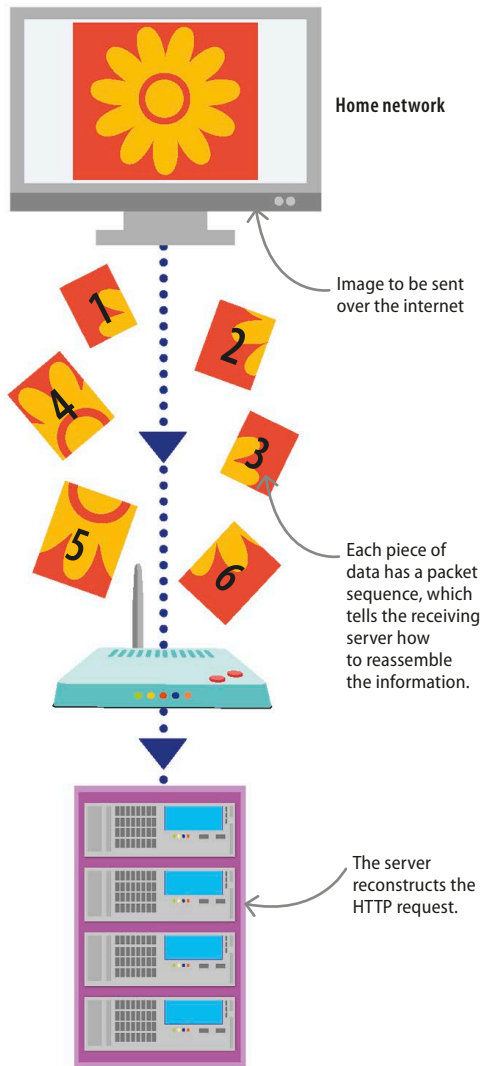 Home network
Image to be sent
over the internet
1
2
4
3
5
6
Each piece of
data has a packet
sequence, which
tells the receiving
server how
to reassemble
the information.
The server
reconstructs the
HTTP request.